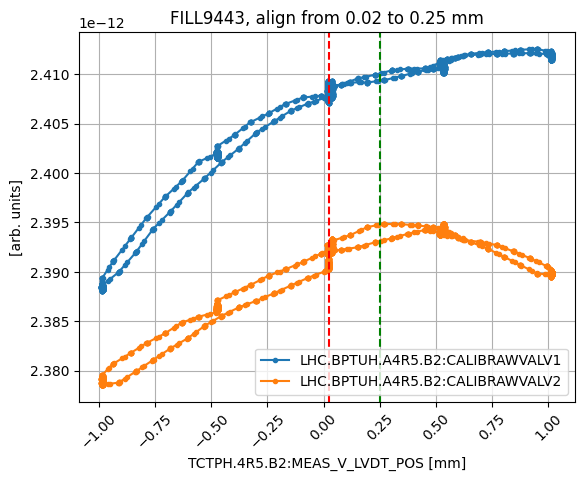 FILL9443, align from 0.02 to 0.25 mm
1e−12
2.410
2.405
2.400
2.395
2.390
2.385
2.380
[arb. units]
LHC.BPTUH.A4R5.B2:CALIBRAWVALV1
LHC.BPTUH.A4R5.B2:CALIBRAWVALV2
−1.00 −0.75 −0.50 −0.25 0.00 0.25 0.50 0.75 1.00
TCTPH.4R5.B2:MEAS_V_LVDT_POS [mm]